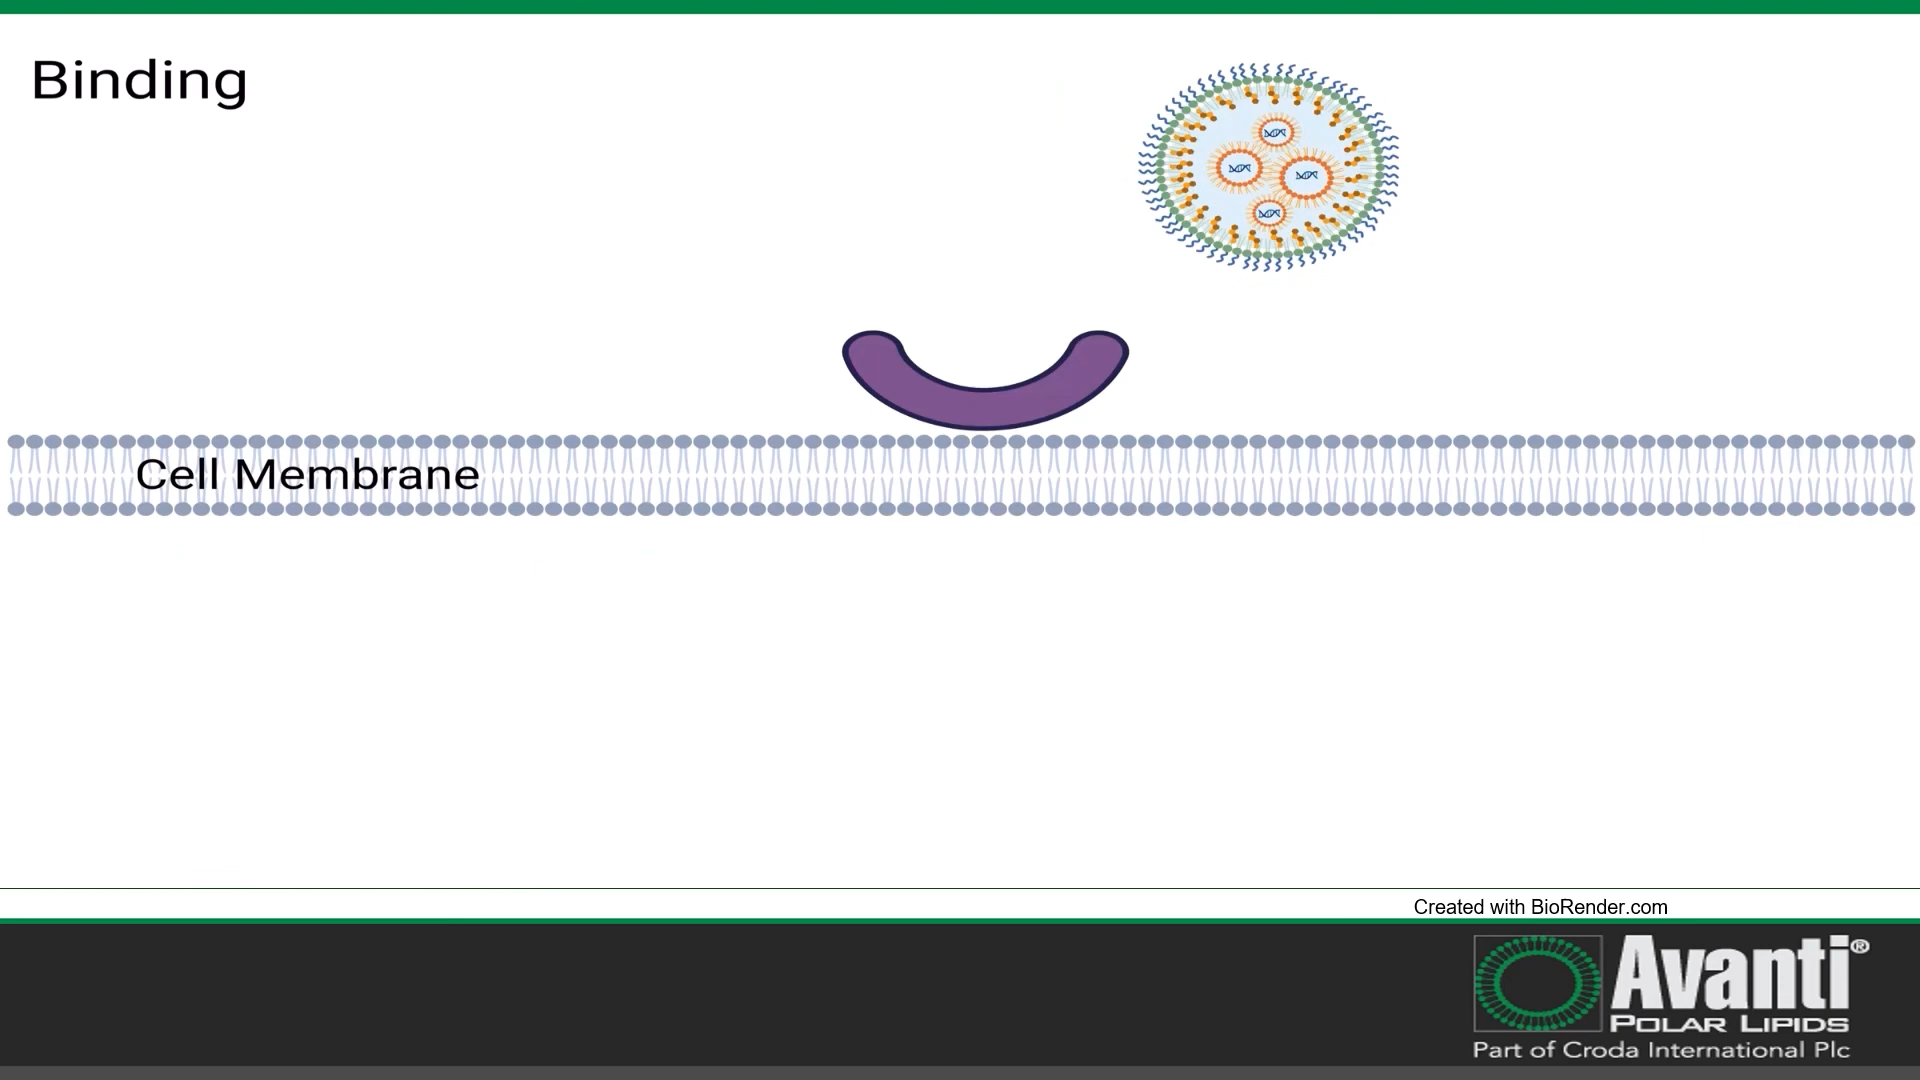 Binding
Cell Membrane
Created with BioRender.com
Avanti®
POLAR LIPIDS
Part of Croda International Plc